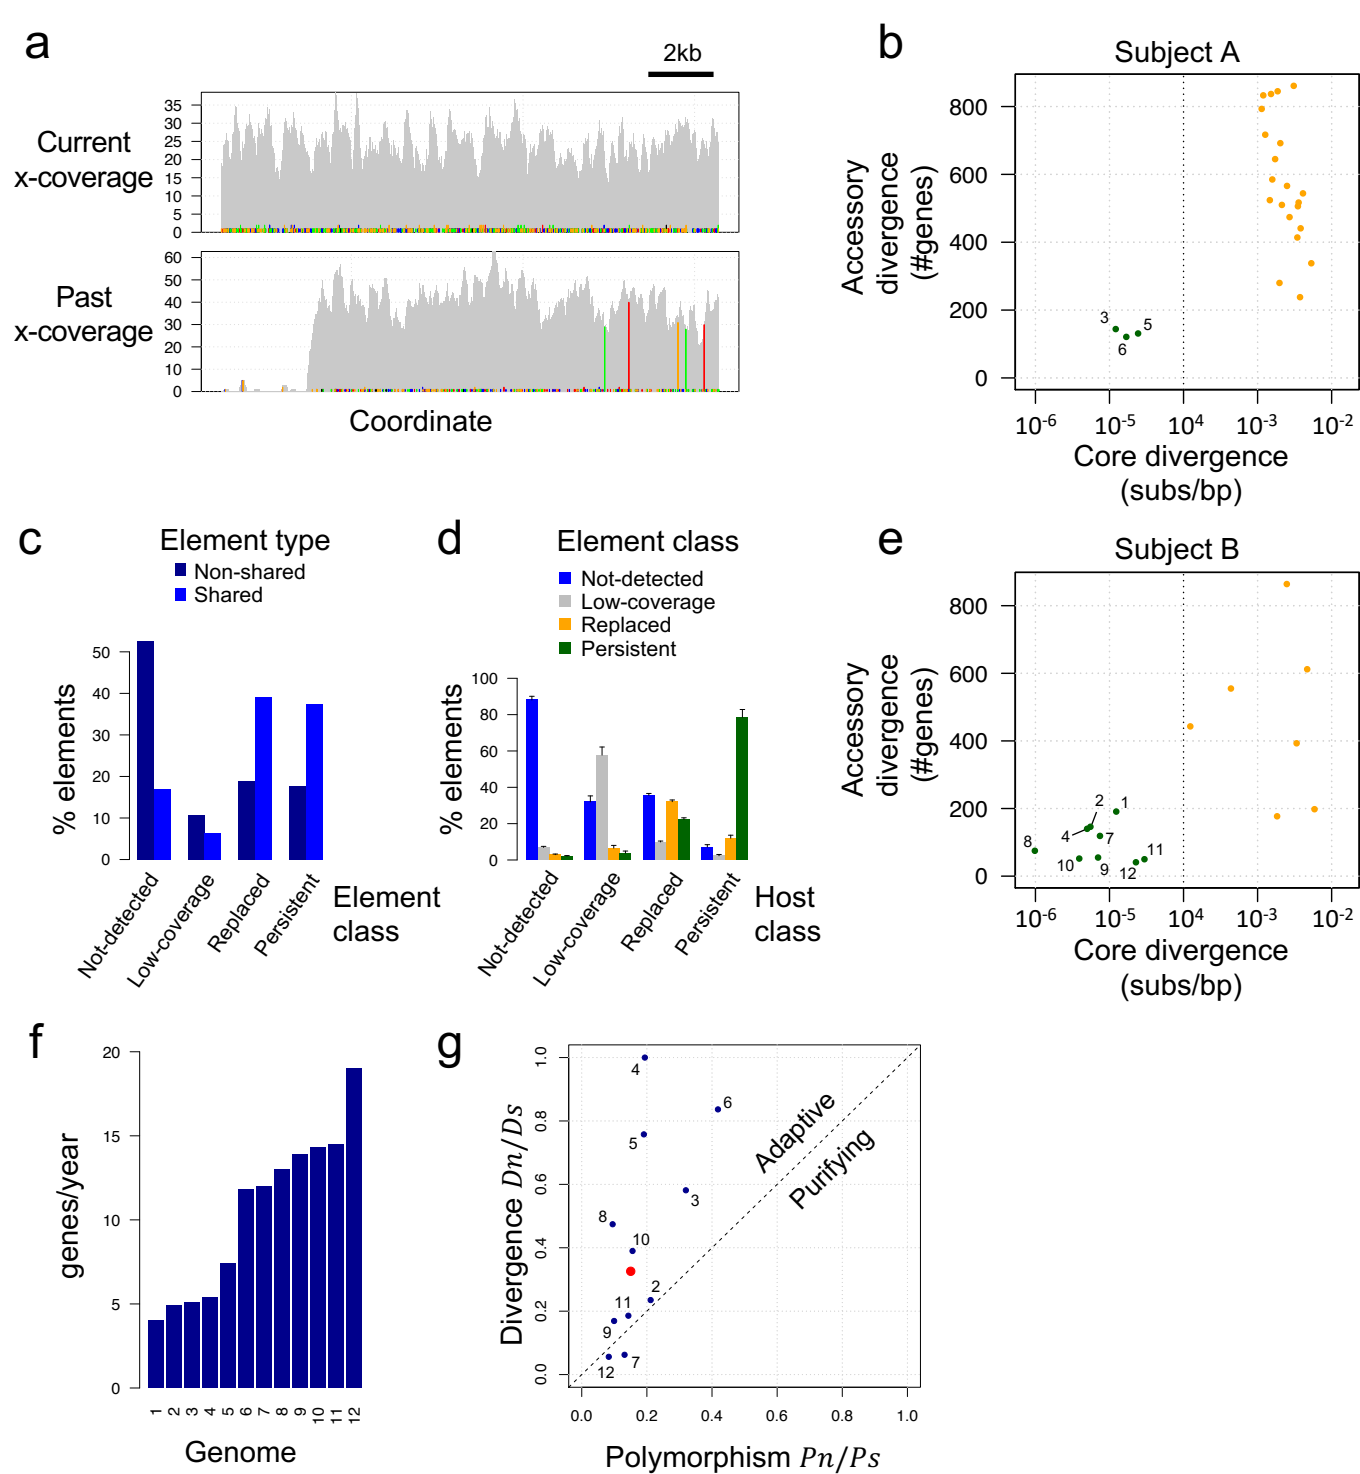 a
2kb
Current
x-coverage
35
30
25
20
15
10
5
0
Past
x-coverage
60
50
40
30
20
10
0
Coordinate
b
Subject A
Accessory
divergence
(#genes)
800
600
400
200
0
3
6
5
10-6
10-5
104
10-3
10-2
Core divergence
(subs/bp)
c
Element type
Non-shared
Shared
% elements
50
40
30
20
10
0
Not-detected
Low-coverage
Replaced
Persistent
Element
class
d
Element class
Not-detected
Low-coverage
Replaced
Persistent
% elements
100
80
60
40
20
0
Not-detected
Low-coverage
Replaced
Persistent
Host
class
e
Subject B
Accessory
divergence
(#genes)
800
600
400
200
0
2
1
4
7
8
10
9
12
11
10-6
10-5
104
10-3
10-2
Core divergence
(subs/bp)
f
genes/year
20
15
10
5
0
1
2
3
4
5
6
7
8
9
10
11
12
Genome
g
Divergence Dn/Ds
1.0
0.8
0.6
0.4
0.2
0.0
4
6
5
3
8
10
2
11
9
12
7
Adaptive
Purifying
0.0
0.2
0.4
0.6
0.8
1.0
Polymorphism Pn/Ps